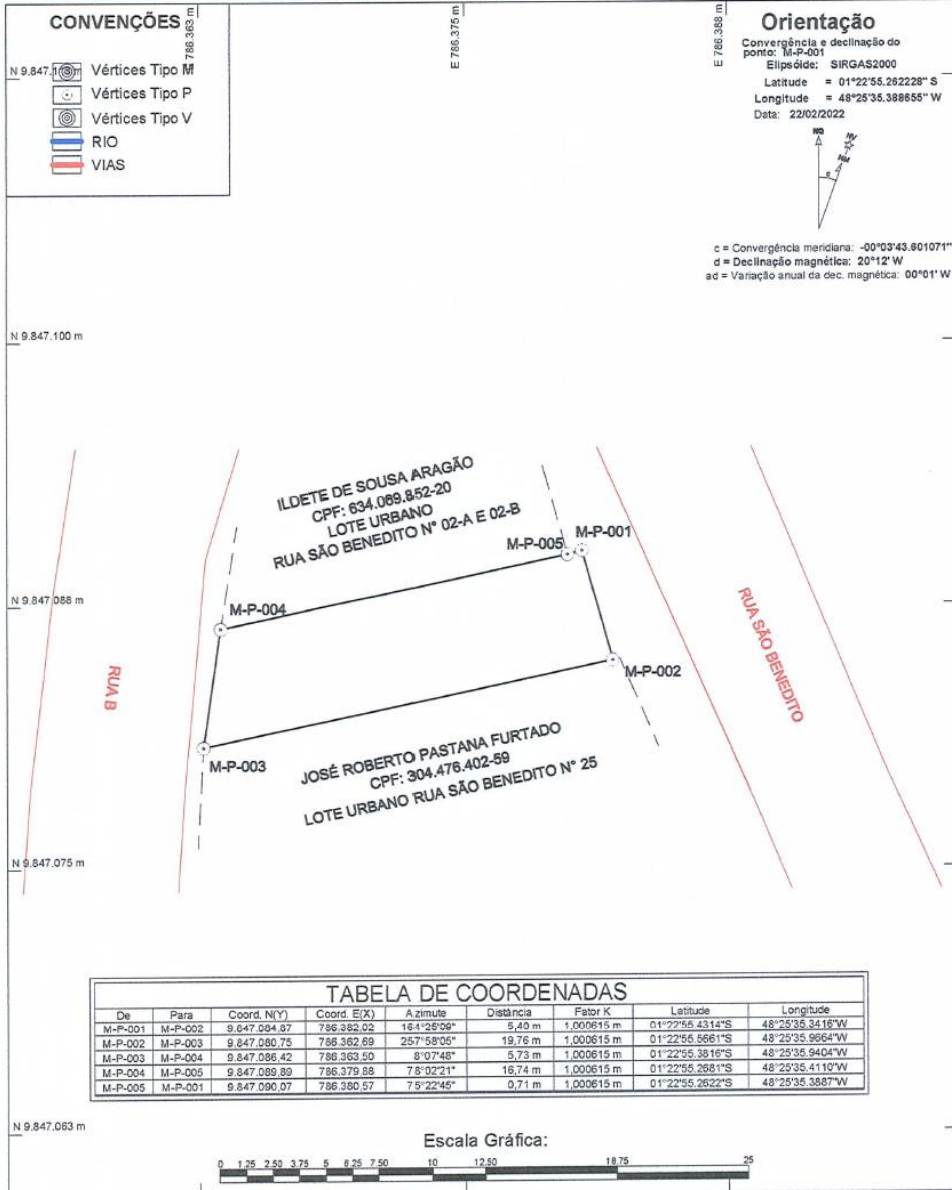 CONVENÇÕES
Vértices Tipo M
Vértices Tipo P
Vértices Tipo V
RIO
VIAS
E 786.363 m
E 786.375 m
E 786.388 m
Orientação
Convergência e declinação do
ponto: M-P-001
Elipsóide: SIRGAS2000
Latitude = 01°22'55.262228" S
Longitude = 48°25'35.388655" W
Data: 22/02/2022
NQ
NV
NM
c
c = Convergência meridiana: -00°03'43.601071"
d = Declinação magnética: 20°12' W
ad = Variação anual da dec. magnética: 00°01' W
N 9.847.100 m
ILDETE DE SOUSA ARAGÃO
CPF: 634.069.852-20
LOTE URBANO
RUA SÃO BENEDITO N° 02-A E 02-B
M-P-005
M-P-001
N 9.847.088 m
M-P-004
M-P-002
RUA B
RUA SÃO BENEDITO
M-P-003
JOSÉ ROBERTO PASTANA FURTADO
CPF: 304.476.402-59
LOTE URBANO RUA SÃO BENEDITO N° 25
N 9.847.075 m
TABELA DE COORDENADAS
De Para Coord. N(Y) Coord. E(X) Azimute Distância Fator K Latitude Longitude
M-P-001 M-P-002 9.847.084,87 786.382,02 164°25'09" 5,40 m 1,000615 m 01°22'55.4314"S 48°25'35.3416"W
M-P-002 M-P-003 9.847.080,75 786.362,69 257°58'05" 19,76 m 1,000615 m 01°22'55.5661"S 48°25'35.9664"W
M-P-003 M-P-004 9.847.086,42 786.363,50 8°07'48" 5,73 m 1,000615 m 01°22'55.3816"S 48°25'35.9404"W
M-P-004 M-P-005 9.847.089,89 786.379,88 78°02'21" 16,74 m 1,000615 m 01°22'55.2681"S 48°25'35.4110"W
M-P-005 M-P-001 9.847.090,07 786.380,57 75°22'45" 0,71 m 1,000615 m 01°22'55.2622"S 48°25'35.3887"W
N 9.847.063 m
Escala Gráfica:
0 1.25 2.50 3.75 5 6.25 7.50 10 12.50 18.75 25